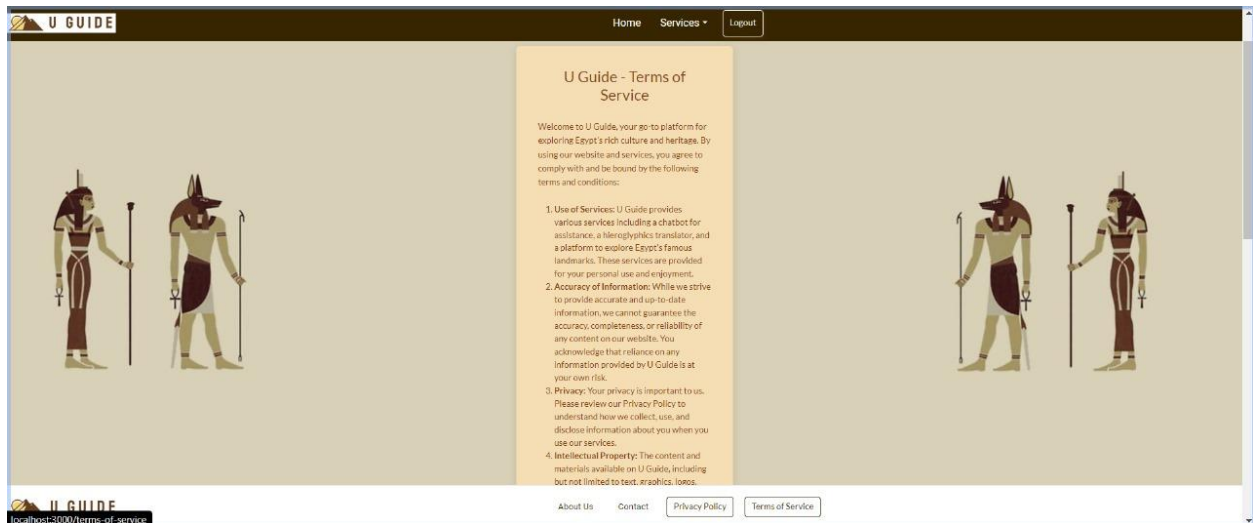 U GUIDE
Home Services Logout
U Guide - Terms of
Service
Welcome to U Guide, your go-to platform for
exploring Egypt's rich culture and heritage. By
using our website and services, you agree to
comply with and be bound by the following
terms and conditions:
1. Use of Services: U Guide provides
various services including a chatbot for
assistance, a hieroglyphics translator, and
a platform to explore Egypt's famous
landmarks. These services are provided
for your personal use and enjoyment.
2. Accuracy of Information: While we strive
to provide accurate and up-to-date
information, we cannot guarantee the
accuracy, completeness, or reliability of
any content on our website. You
acknowledge that reliance on any
information provided by U Guide is at
your own risk.
3. Privacy: Your privacy is important to us.
Please review our Privacy Policy to
understand how we collect, use, and
disclose information about you when you
use our services.
4. Intellectual Property: The content and
materials available on U Guide, including
but not limited to text, graphics, logos,
U GUIDE
About Us Contact Privacy Policy Terms of Service
localhost:3000/terms-of-service